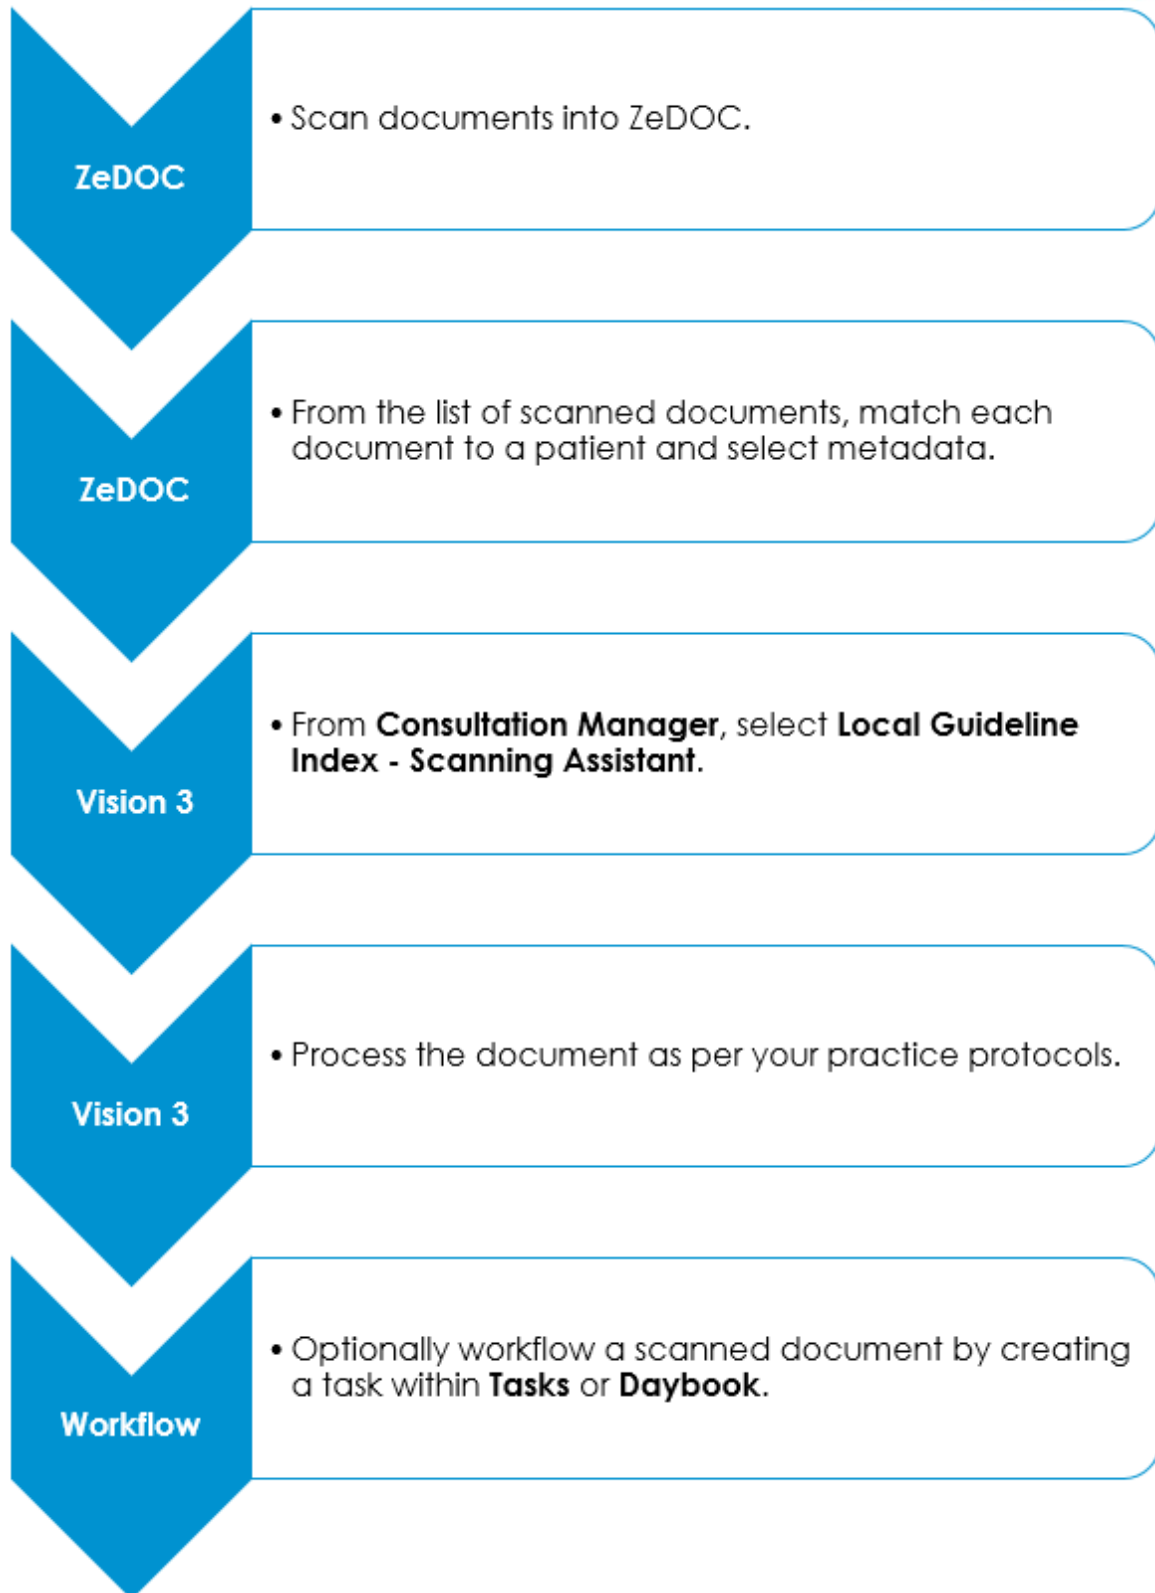 ZeDOC
• Scan documents into ZeDOC.
ZeDOC
• From the list of scanned documents, match each
document to a patient and select metadata.
Vision 3
• From Consultation Manager, select Local Guideline
Index - Scanning Assistant.
Vision 3
• Process the document as per your practice protocols.
Workflow
• Optionally workflow a scanned document by creating
a task within Tasks or Daybook.